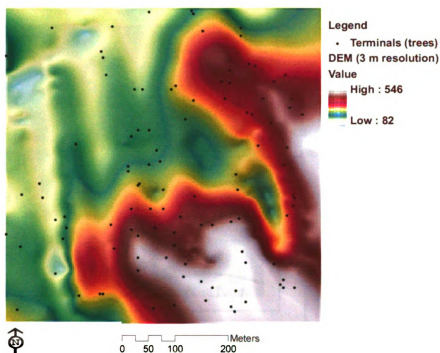 Legend
• Terminals (trees)
DEM (3 m resolution)
Value
High : 546
Low : 82
N
Meters
0 50 100 200